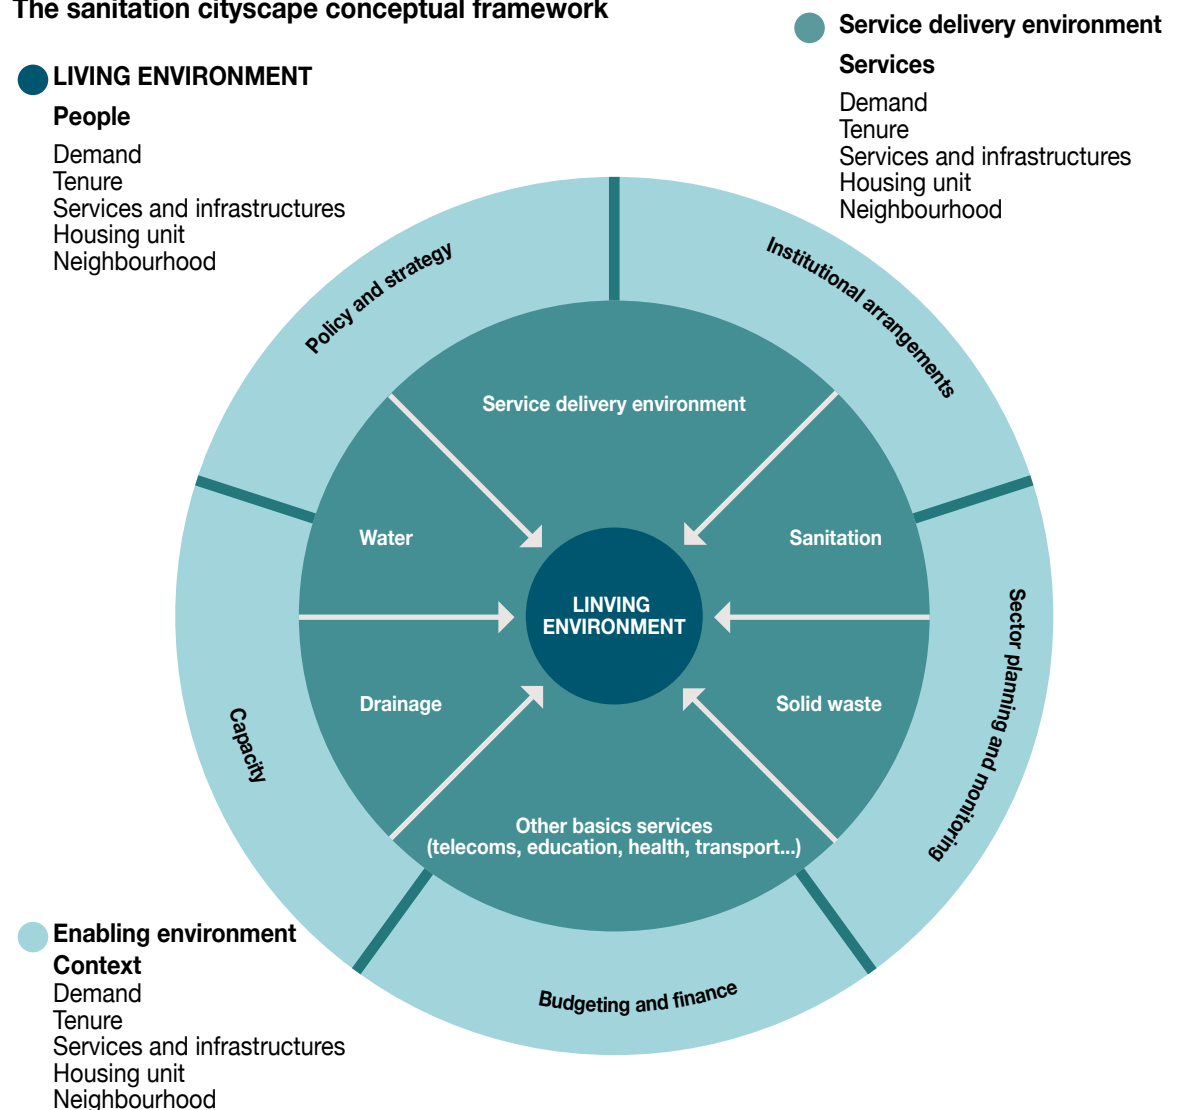 The sanitation cityscape conceptual framework
LIVING ENVIRONMENT
People
Demand
Tenure
Services and infrastructures
Housing unit
Neighbourhood
Service delivery environment
Services
Demand
Tenure
Services and infrastructures
Housing unit
Neighbourhood
Policy and strategy
Institutional arrangements
Service delivery environment
Water
Sanitation
LINVING
ENVIRONMENT
Drainage
Solid waste
Capacity
Sector planning and monitoring
Other basics services
(telecoms, education, health, transport...)
Budgeting and finance
Enabling environment
Context
Demand
Tenure
Services and infrastructures
Housing unit
Neighbourhood